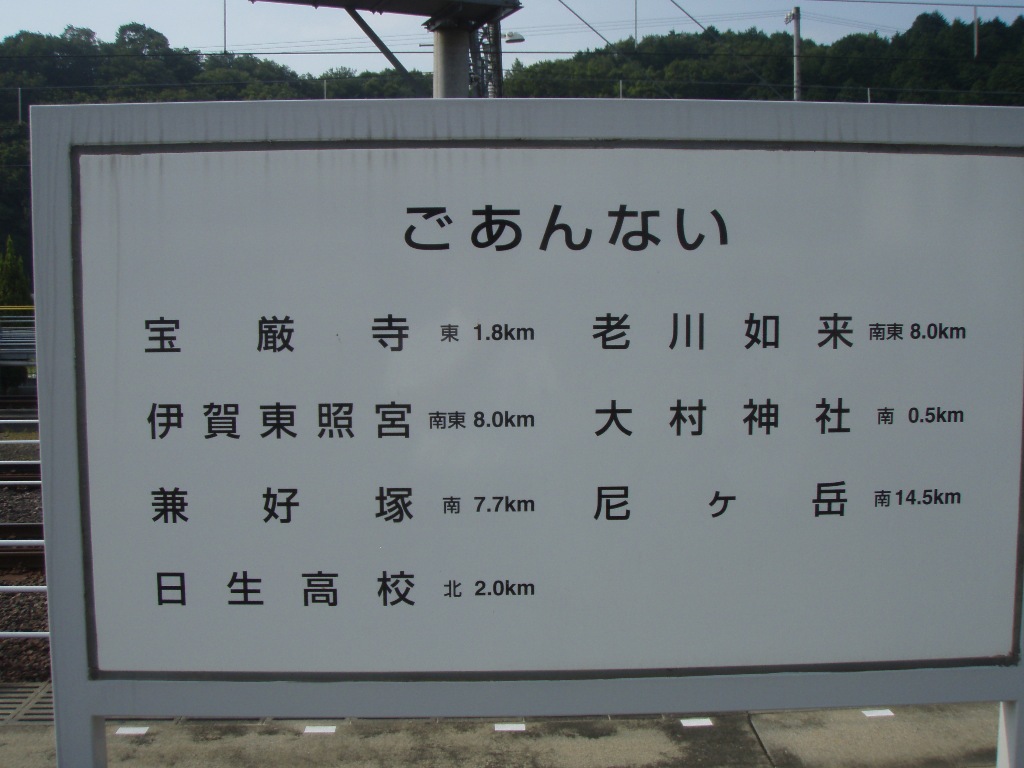 ごあんない
宝厳寺 東 1.8km
伊賀東照宮 南東 8.0km
兼好塚 南 7.7km
日生高校 北 2.0km
老川如来 南東 8.0km
大村神社 南 0.5km
尼ヶ岳 南 14.5km